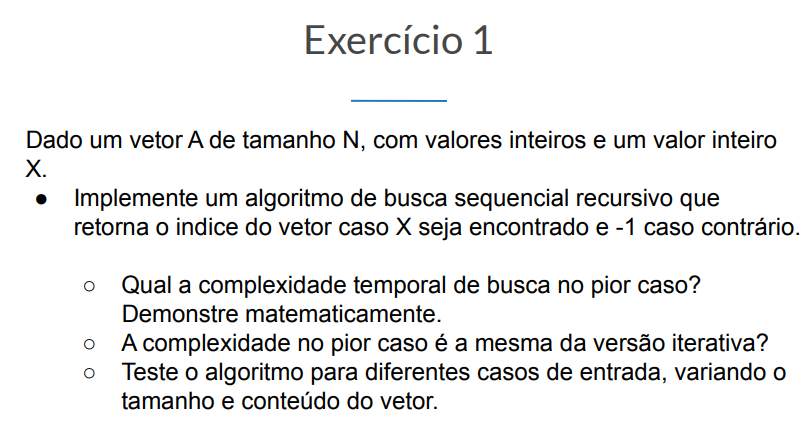 Exercício 1
Dado um vetor A de tamanho N, com valores inteiros e um valor inteiro
X.
● Implemente um algoritmo de busca sequencial recursivo que
retorna o indice do vetor caso X seja encontrado e -1 caso contrário.
○ Qual a complexidade temporal de busca no pior caso?
Demonstre matematicamente.
○ A complexidade no pior caso é a mesma da versão iterativa?
○ Teste o algoritmo para diferentes casos de entrada, variando o
tamanho e conteúdo do vetor.